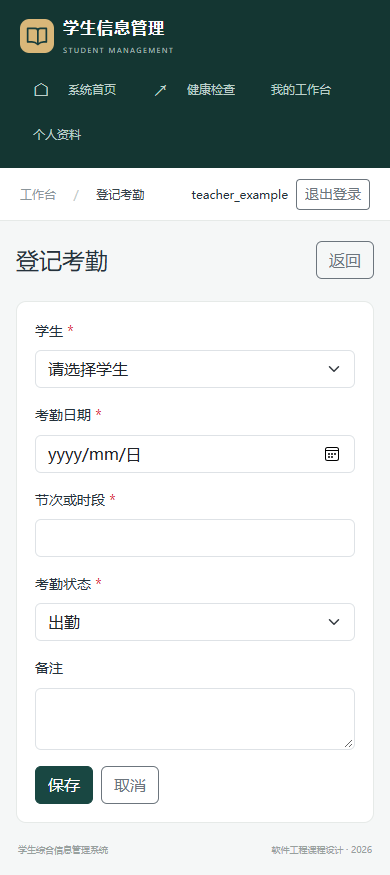 学生信息管理
STUDENT MANAGEMENT
系统首页 健康检查 我的工作台
个人资料
工作台 / 登记考勤 teacher_example 退出登录
登记考勤 返回
学生 *
请选择学生
考勤日期 *
yyyy/mm/日
节次或时段 *
考勤状态 *
出勤
备注
保存 取消
学生综合信息管理系统 软件工程课程设计 · 2026